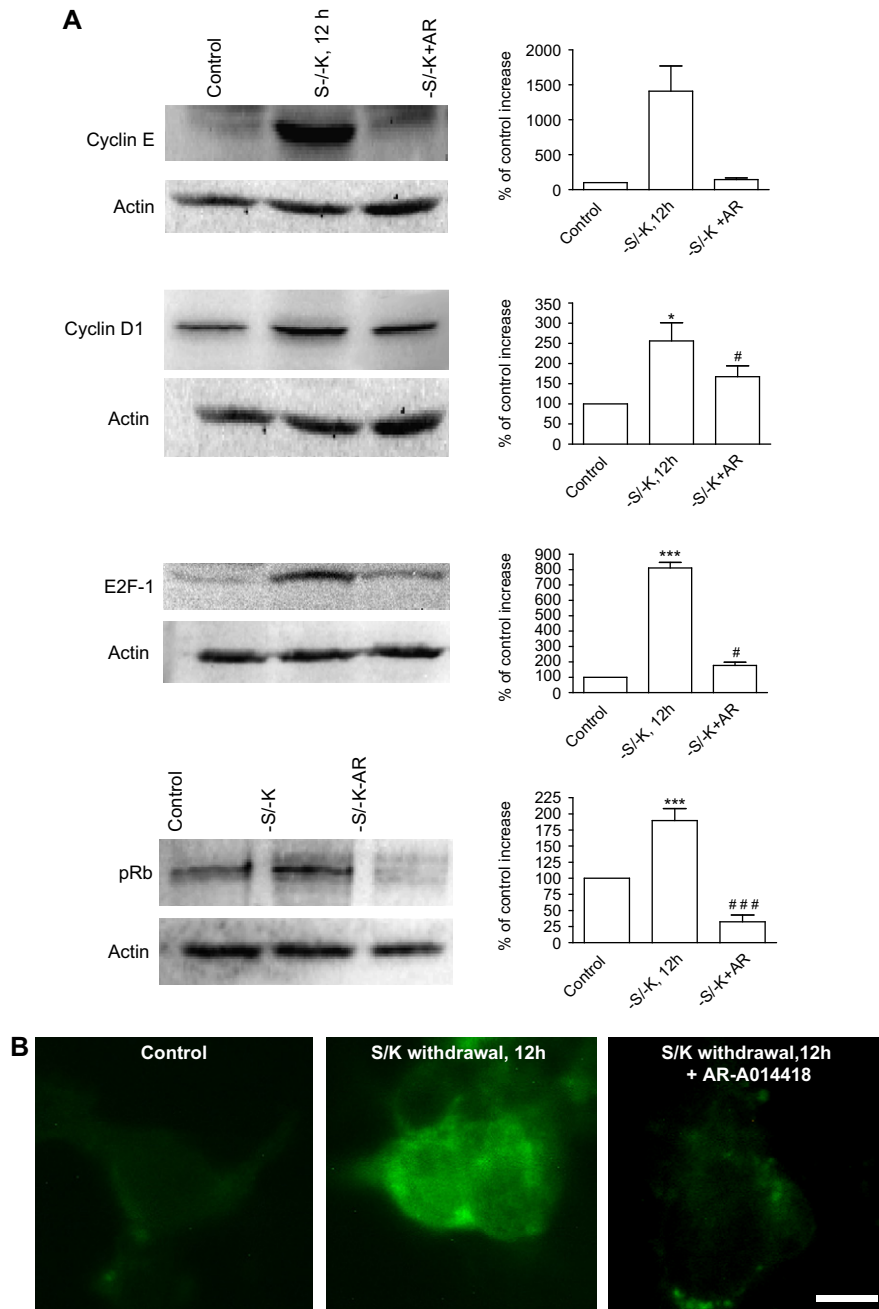 A
Control
S-/-K, 12 h
-S/-K+AR
Cyclin E
Actin
2000
1500
1000
500
0
% of control increase
Control
-S/-K,12h
-S/-K +AR
Cyclin D1
Actin
350
300
250
200
150
100
50
0
% of control increase
*
#
Control
-S/-K,12h
-S/-K+AR
E2F-1
Actin
900
800
700
600
500
400
300
200
100
0
% of control increase
***
#
Control
-S/-K, 12h
-S/-K+AR
Control
-S/-K
-S/-K-AR
pRb
Actin
225
200
175
150
125
100
75
50
25
0
% of control increase
***
# # #
Control
-S/-K, 12h
-S/-K+AR
B
Control
S/K withdrawal, 12h
S/K withdrawal,12h
+ AR-A014418